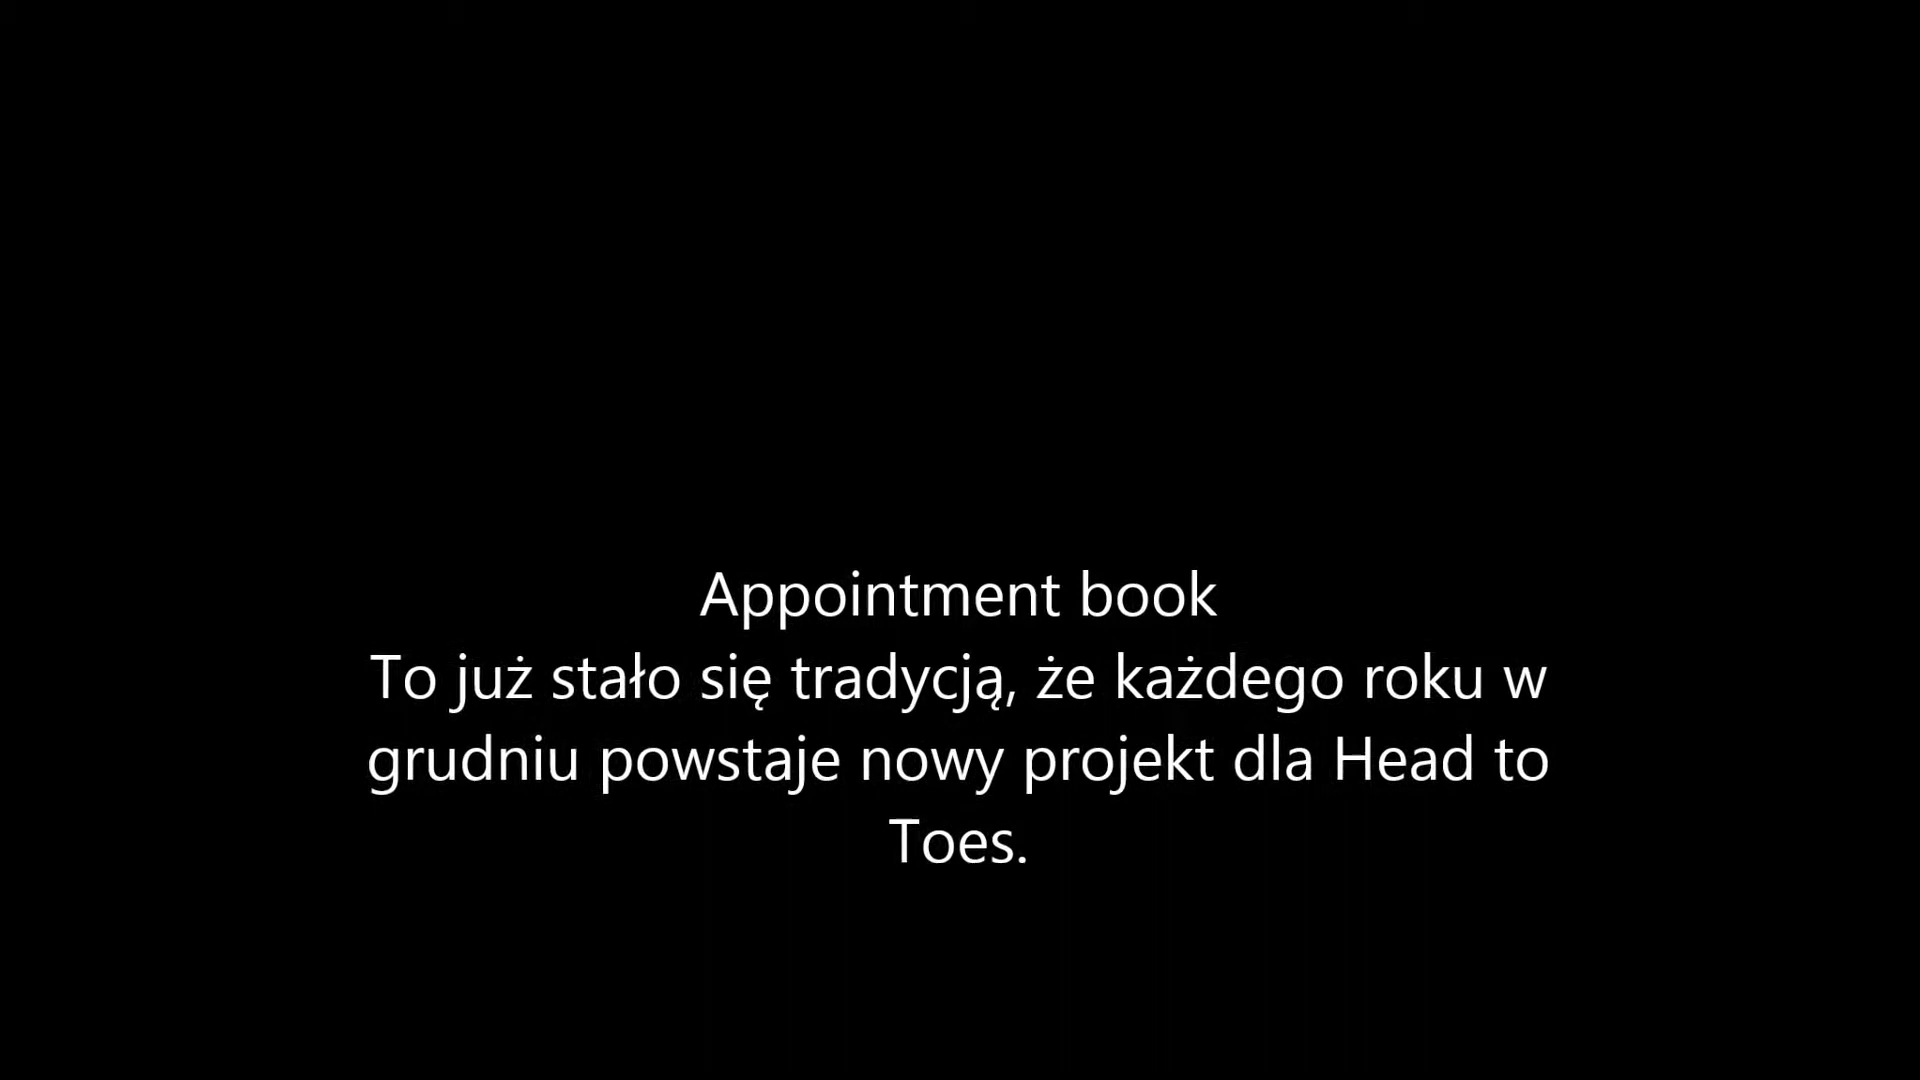 Appointment book
To już stało się tradycją, że każdego roku w
grudniu powstaje nowy projekt dla Head to
Toes.